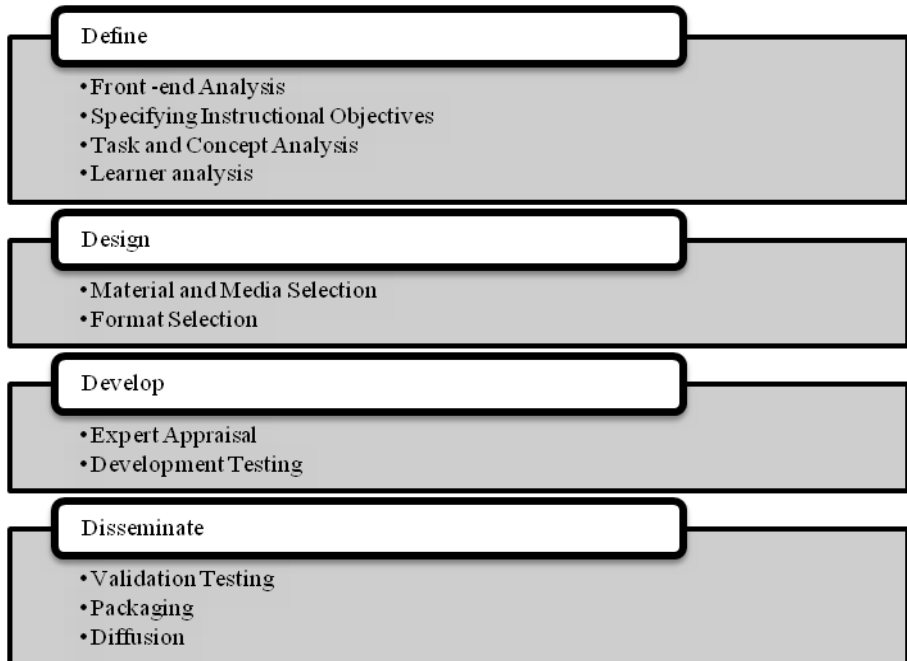 Define
•Front -end Analysis
•Specifying Instructional Objectives
•Task and Concept Analysis
•Learner analysis
Design
•Material and Media Selection
•Format Selection
Develop
•Expert Appraisal
•Development Testing
Disseminate
•Validation Testing
•Packaging
•Diffusion